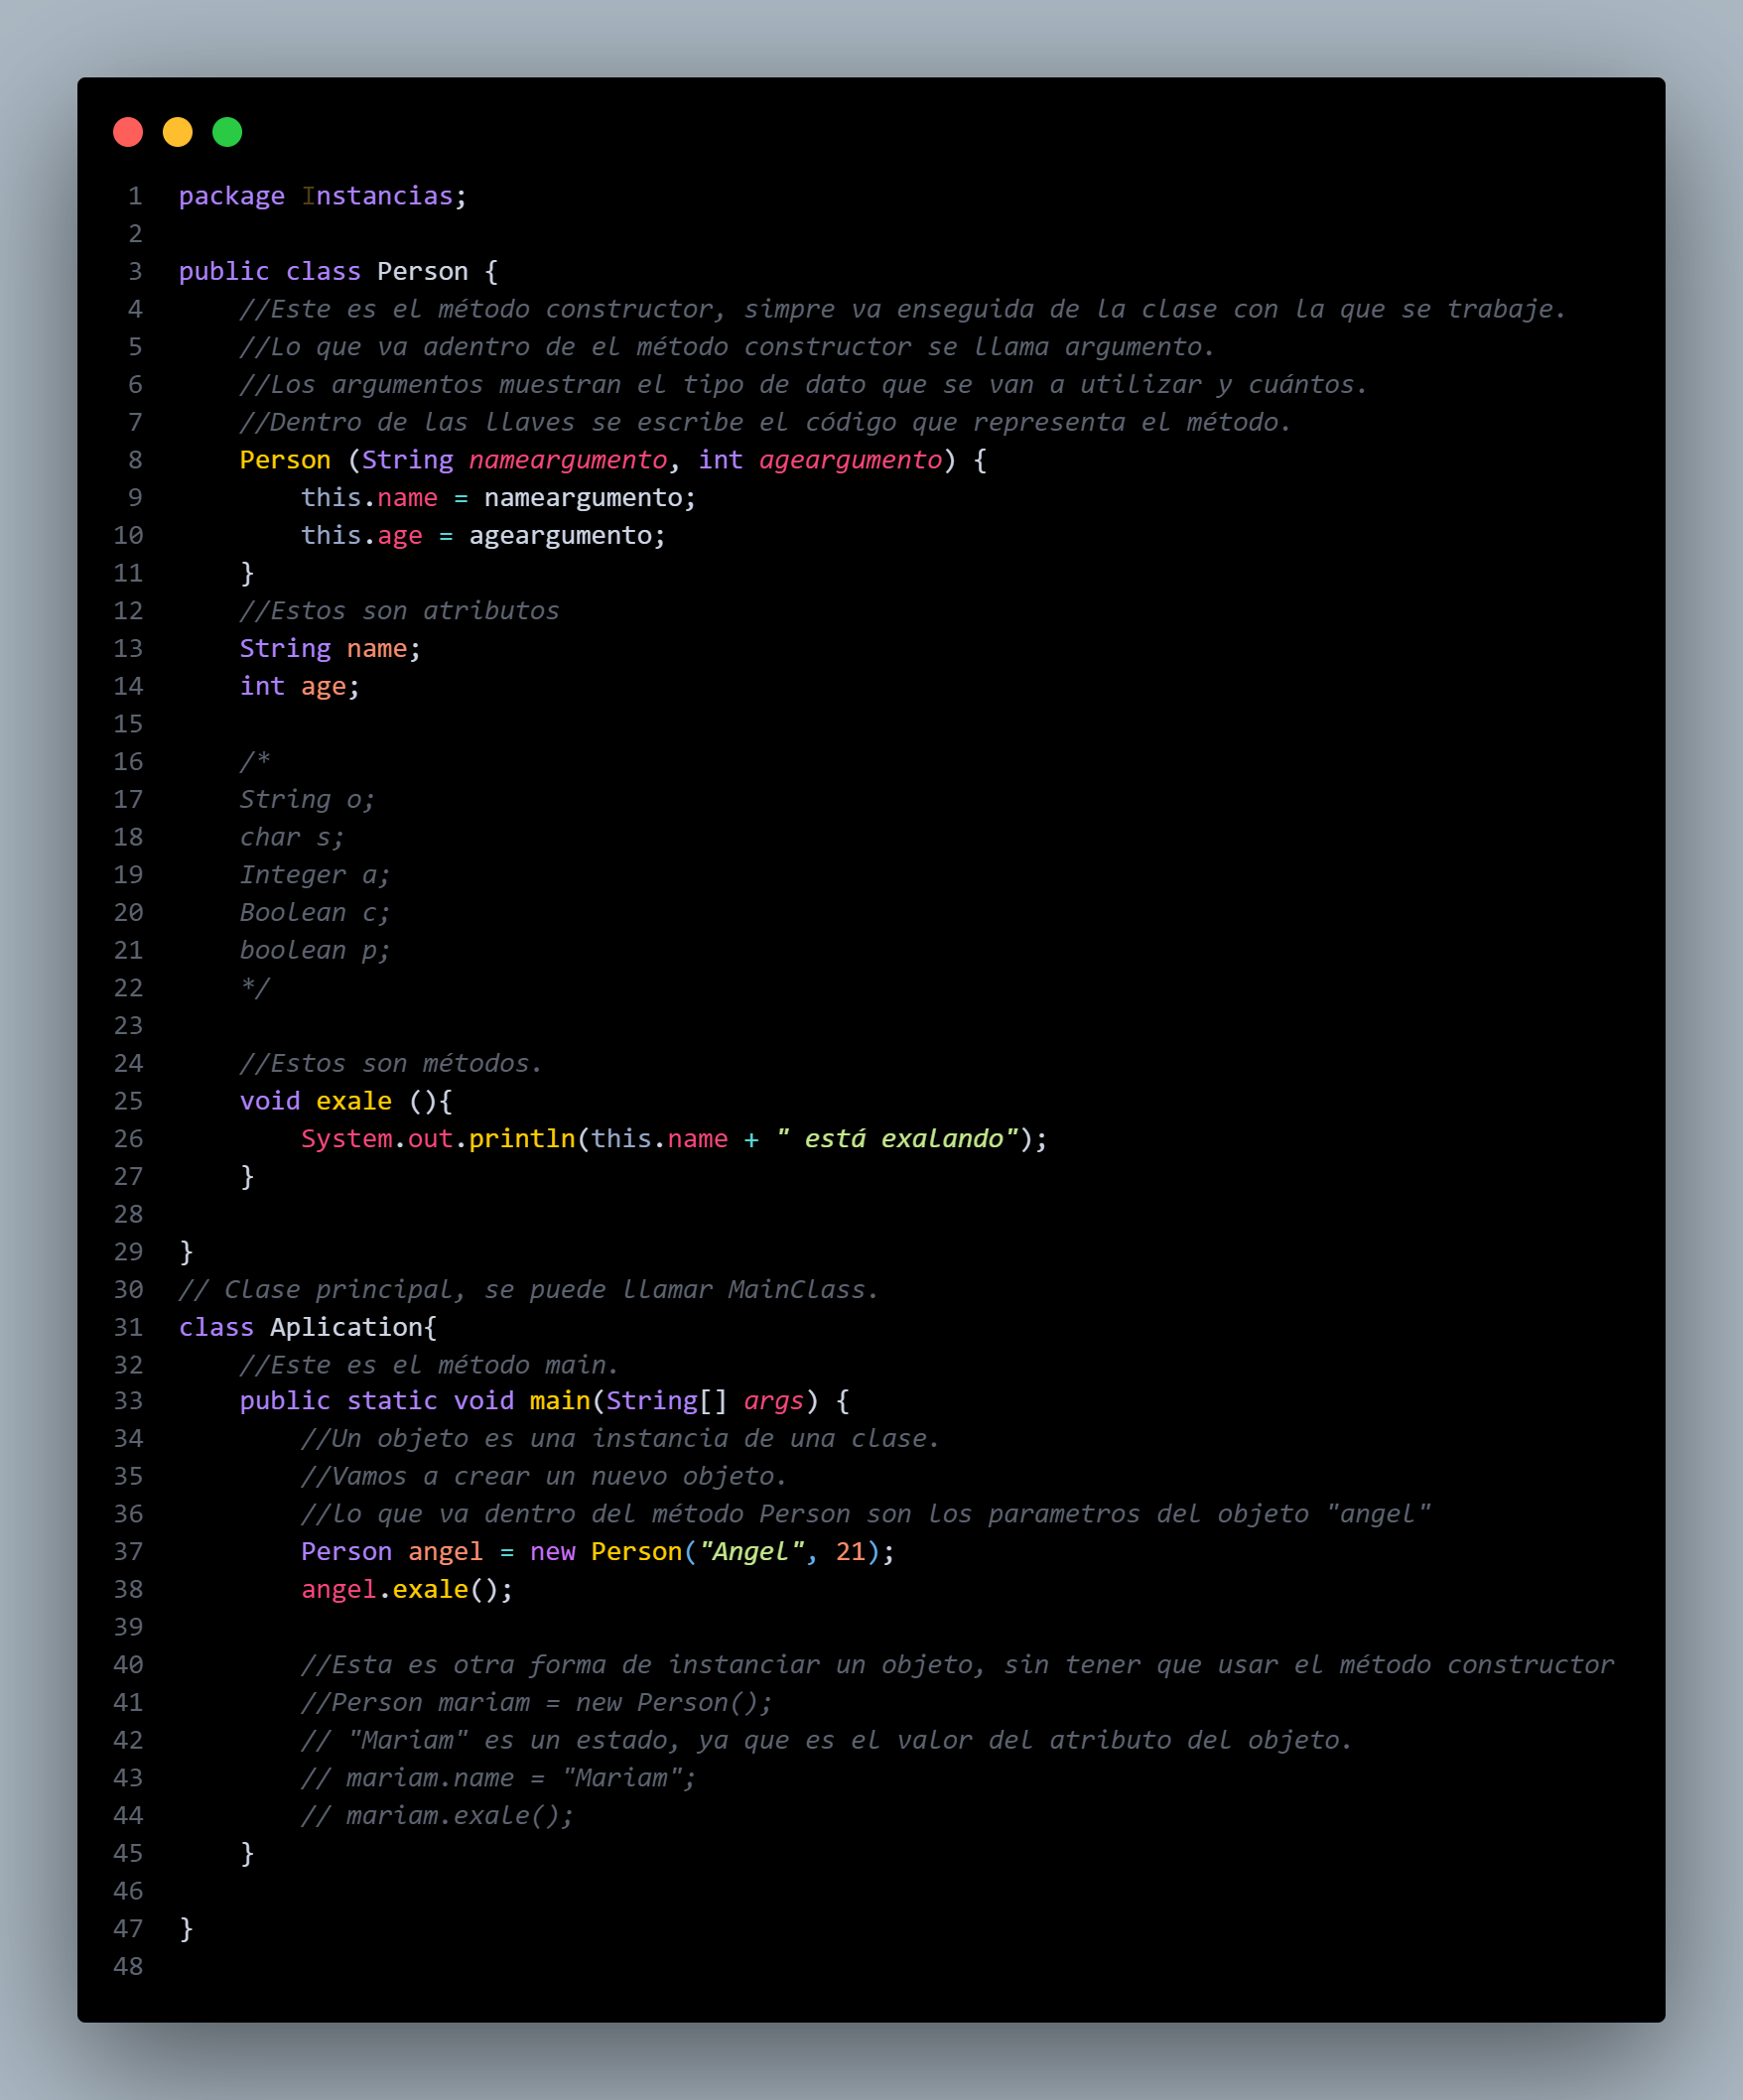 1 package Instancias;
2
3 public class Person {
4 //Este es el método constructor, simpre va enseguida de la clase con la que se trabaje.
5 //Lo que va adentro de el método constructor se llama argumento.
6 //Los argumentos muestran el tipo de dato que se van a utilizar y cuántos.
7 //Dentro de las llaves se escribe el código que representa el método.
8 Person (String nameargumento, int ageargumento) {
9 this.name = nameargumento;
10 this.age = ageargumento;
11 }
12 //Estos son atributos
13 String name;
14 int age;
15
16 /*
17 String o;
18 char s;
19 Integer a;
20 Boolean c;
21 boolean p;
22 */
23
24 //Estos son métodos.
25 void exale (){
26 System.out.println(this.name + " está exalando");
27 }
28
29 }
30 // Clase principal, se puede llamar MainClass.
31 class Aplication{
32 //Este es el método main.
33 public static void main(String[] args) {
34 //Un objeto es una instancia de una clase.
35 //Vamos a crear un nuevo objeto.
36 //lo que va dentro del método Person son los parametros del objeto "angel"
37 Person angel = new Person("Angel", 21);
38 angel.exale();
39
40 //Esta es otra forma de instanciar un objeto, sin tener que usar el método constructor
41 //Person mariam = new Person();
42 // "Mariam" es un estado, ya que es el valor del atributo del objeto.
43 // mariam.name = "Mariam";
44 // mariam.exale();
45 }
46
47 }
48